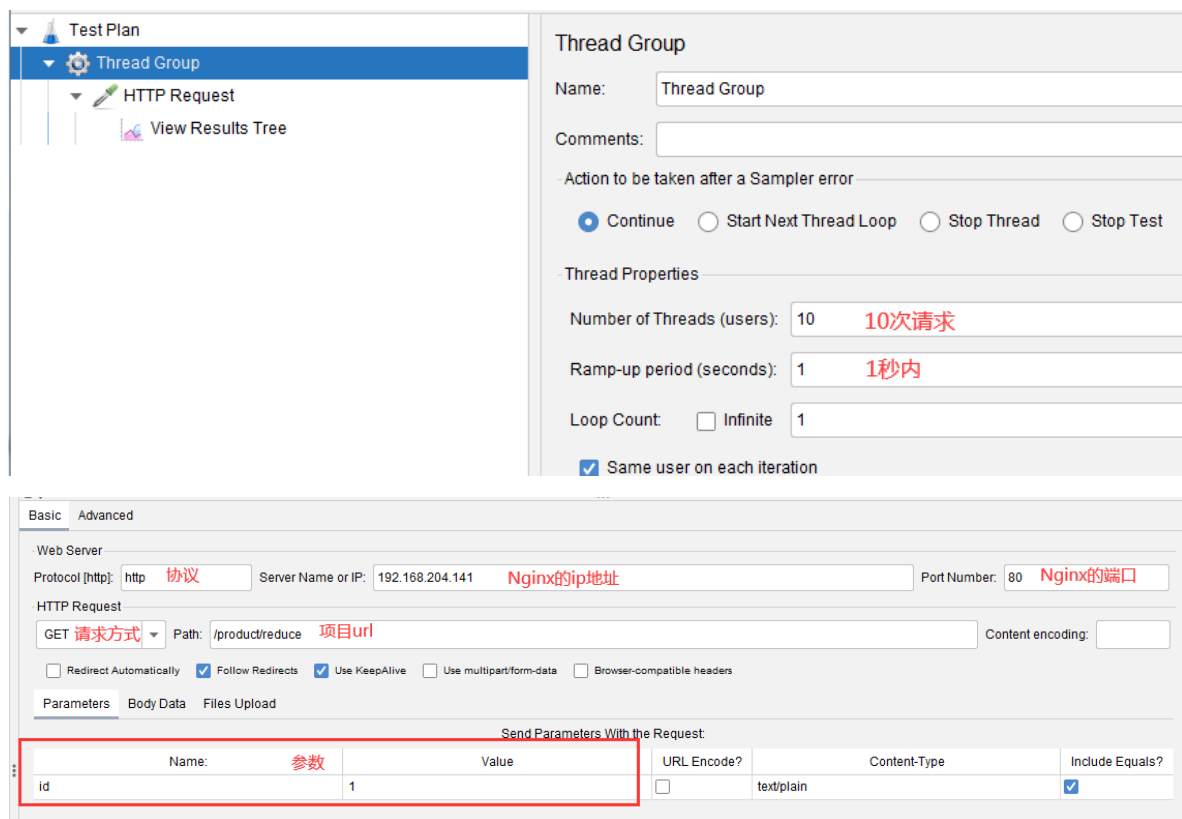 Test Plan
Thread Group
HTTP Request
View Results Tree
Thread Group
Name: Thread Group
Comments:
Action to be taken after a Sampler error
Continue Start Next Thread Loop Stop Thread Stop Test
Thread Properties
Number of Threads (users): 10 10次请求
Ramp-up period (seconds): 1 1秒内
Loop Count: Infinite 1
Same user on each iteration
Basic Advanced
Web Server
Protocol [http]: http 协议 Server Name or IP: 192.168.204.141 Nginx的ip地址 Port Number: 80 Nginx的端口
HTTP Request
GET 请求方式 Path: /product/reduce 项目url Content encoding:
Redirect Automatically Follow Redirects Use KeepAlive Use multipart/form-data Browser-compatible headers
Parameters Body Data Files Upload
Send Parameters With the Request:
Name: 参数 Value URL Encode? Content-Type Include Equals?
id 1 text/plain